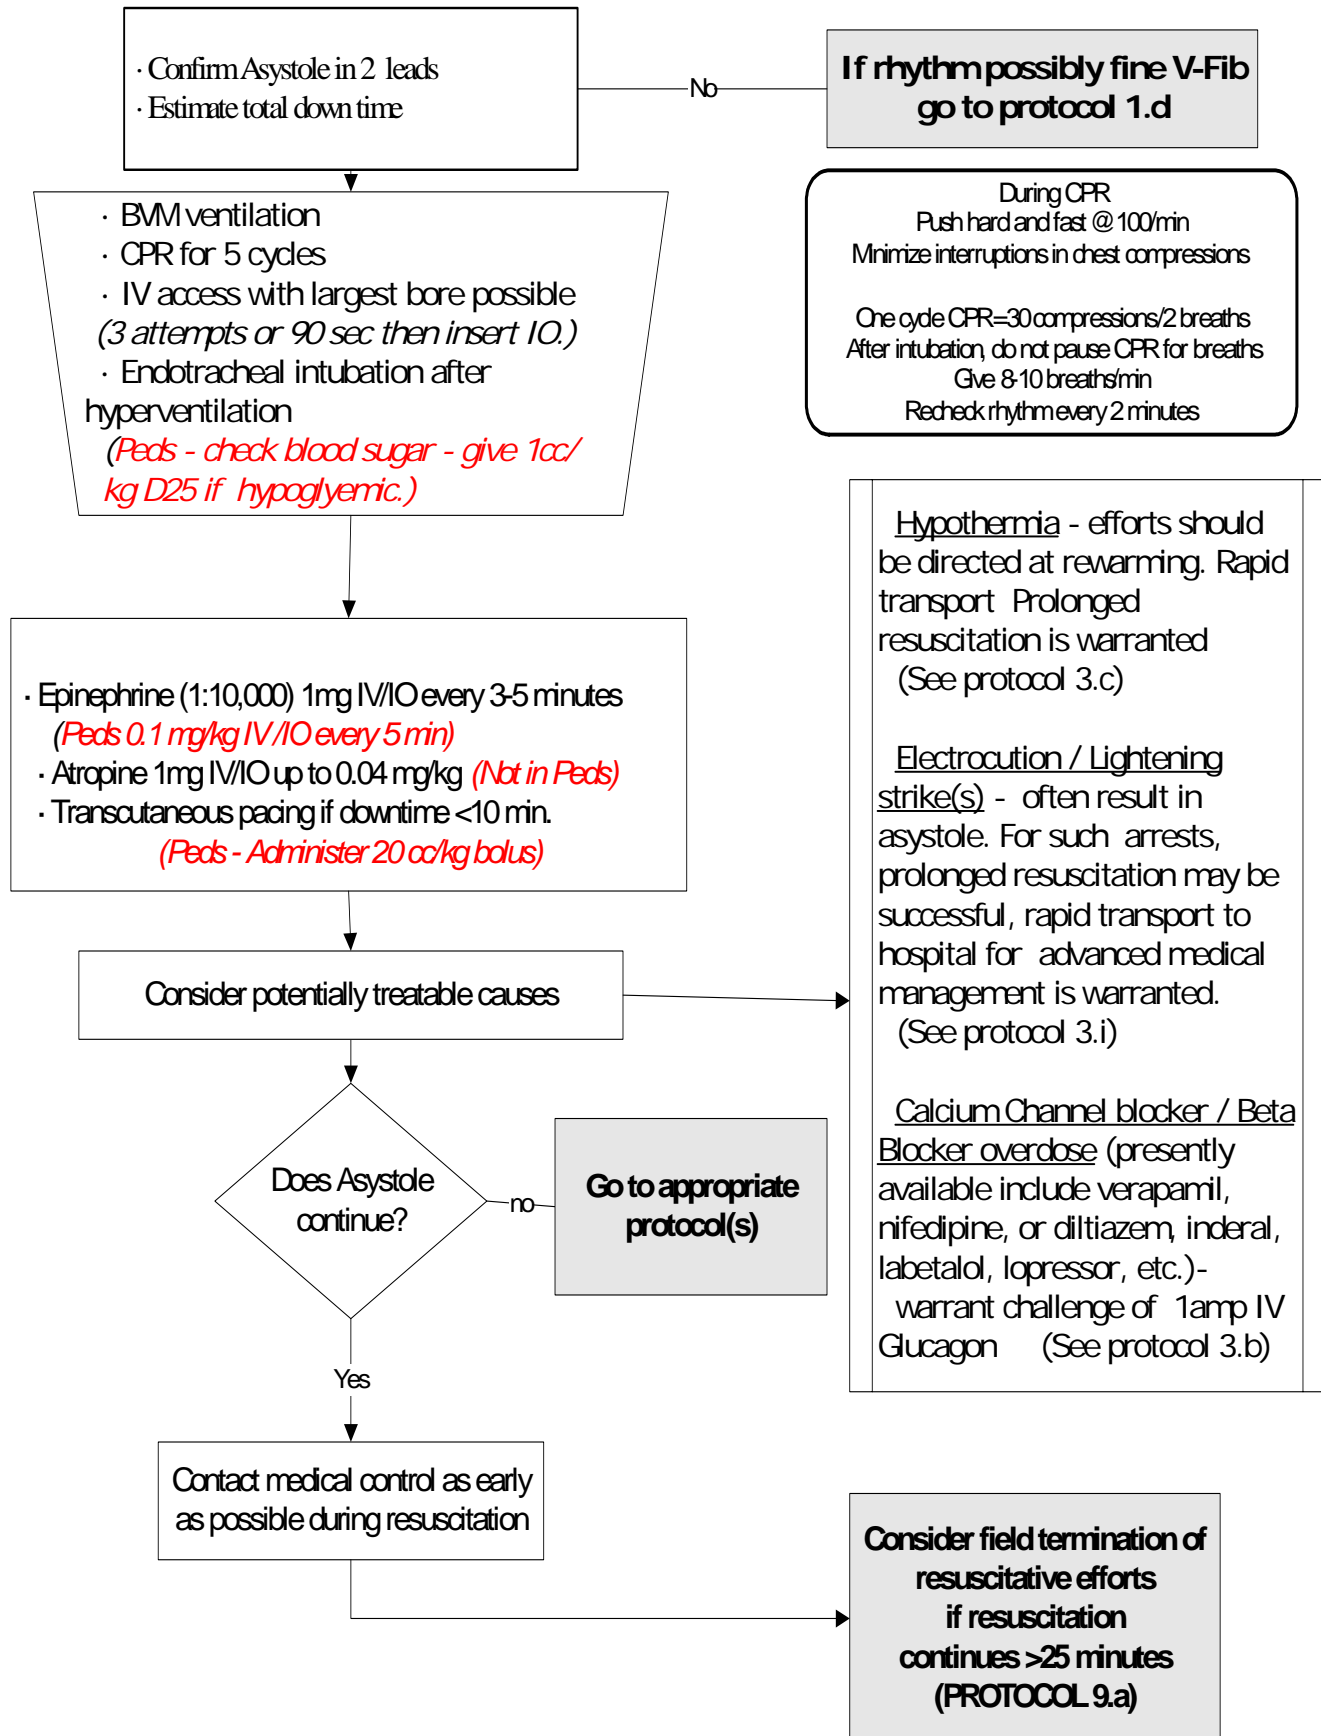 · Confirm Asystole in 2 leads
· Estimate total down time
No
If rhythm possibly fine V-Fib
go to protocol 1.d
During CPR
Push hard and fast @ 100/min
Minimize interruptions in chest compressions
One cycle CPR=30 compressions/2 breaths
After intubation, do not pause CPR for breaths
Give 8-10 breaths/min
Recheck rhythm every 2 minutes
· BVM ventilation
· CPR for 5 cycles
· IV access with largest bore possible
(3 attempts or 90 sec then insert IO.)
· Endotracheal intubation after
hyperventilation
(Peds - check blood sugar - give 1cc/
kg D25 if hypoglyemic.)
· Epinephrine (1:10,000) 1mg IV/IO every 3-5 minutes
(Peds 0.1 mg/kg IV/IO every 5 min)
· Atropine 1mg IV/IO up to 0.04 mg/kg (Not in Peds)
· Transcutaneous pacing if downtime <10 min.
(Peds - Administer 20 cc/kg bolus)
Consider potentially treatable causes
Hypothermia - efforts should
be directed at rewarming. Rapid
transport Prolonged
resuscitation is warranted
(See protocol 3.c)
Electrocution / Lightening
strike(s) - often result in
asystole. For such arrests,
prolonged resuscitation may be
successful, rapid transport to
hospital for advanced medical
management is warranted.
(See protocol 3.i)
Calcium Channel blocker / Beta
Blocker overdose (presently
available include verapamil,
nifedipine, or diltiazem, inderal,
labetalol, lopressor, etc.)-
warrant challenge of 1amp IV
Glucagon (See protocol 3.b)
Does Asystole
continue?
no
Go to appropriate
protocol(s)
Yes
Contact medical control as early
as possible during resuscitation
Consider field termination of
resuscitative efforts
if resuscitation
continues >25 minutes
(PROTOCOL 9.a)